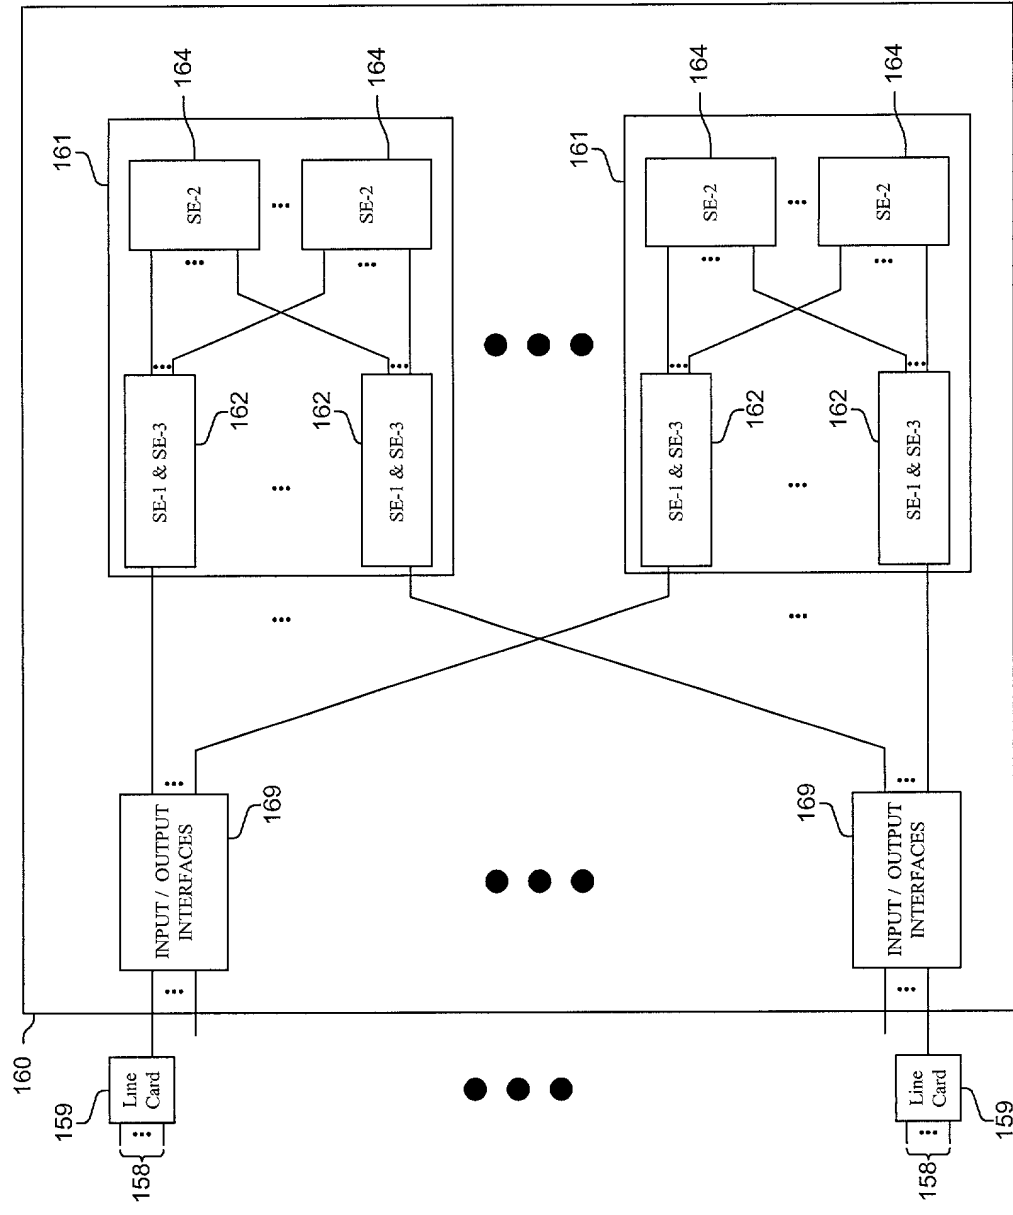 160
159
161
158
Line
Card
INPUT / OUTPUT
INTERFACES
169
SE-1 & SE-3
162
SE-2
164
162
SE-1 & SE-3
SE-2
164
161
SE-1 & SE-3
162
SE-2
164
169
INPUT / OUTPUT
INTERFACES
162
SE-1 & SE-3
SE-2
164
158
Line
Card
159